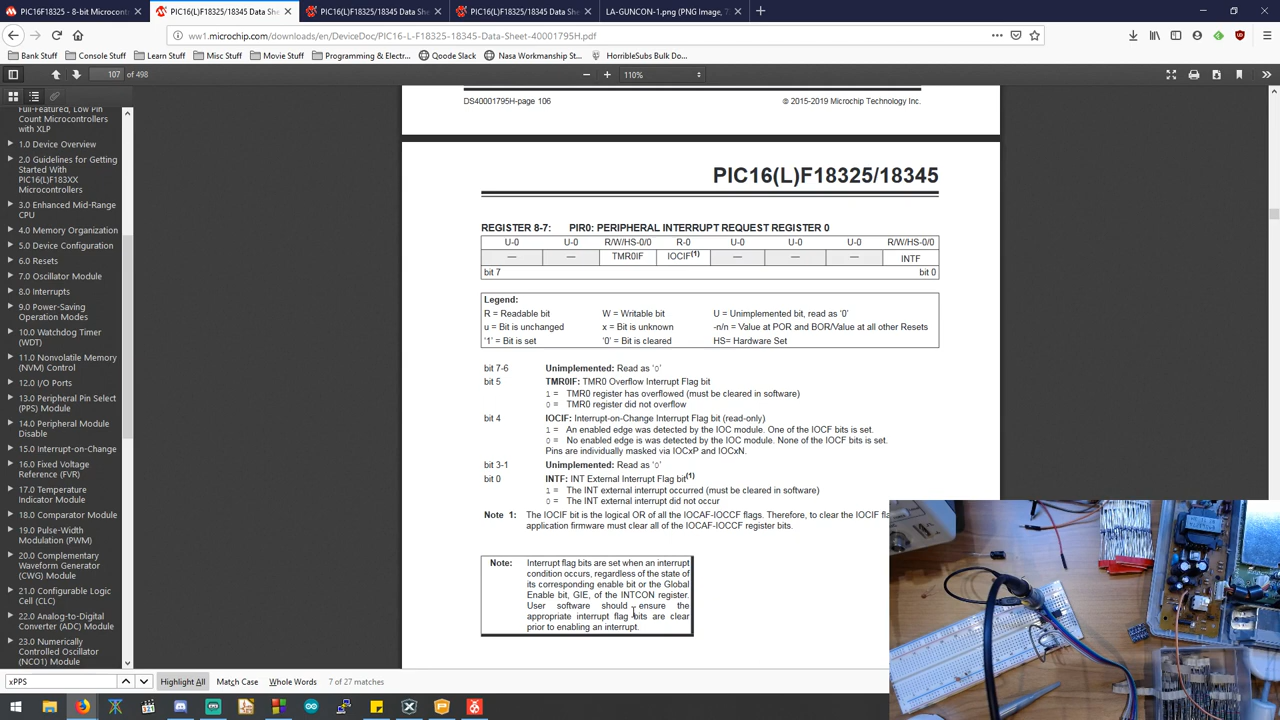 PIC16F18325 - 8-bit Microcont
PIC16(L)F18325/18345 Data She
PIC16(L)F18325/18345 Data She
PIC16(L)F18325/18345 Data She
LA-GUNCON-1.png (PNG Image, 7
ww1.microchip.com/downloads/en/DeviceDoc/PIC16-L-F18325-18345-Data-Sheet-40001795H.pdf
Bank Stuff
Console Stuff
Learn Stuff
Misc Stuff
Movie Stuff
Programming & Electr...
Qoode Slack
Nasa Workmanship St...
HorribleSubs Bulk Do...
107 of 498
110%
Full-Featured, Low Pin
Count Microcontrollers
with XLP
1.0 Device Overview
2.0 Guidelines for Getting
Started With
PIC16(L)F183XX
Microcontrollers
3.0 Enhanced Mid-Range
CPU
4.0 Memory Organization
5.0 Device Configuration
6.0 Resets
7.0 Oscillator Module
8.0 Interrupts
9.0 Power-Saving
Operation Modes
10.0 Watchdog Timer
(WDT)
11.0 Nonvolatile Memory
(NVM) Control
12.0 I/O Ports
13.0 Peripheral Pin Select
(PPS) Module
14.0 Peripheral Module
Disable
15.0 Interrupt-on-Change
16.0 Fixed Voltage
Reference (FVR)
17.0 Temperature
Indicator Module
18.0 Comparator Module
19.0 Pulse-Width
Modulation (PWM)
20.0 Complementary
Waveform Generator
(CWG) Module
21.0 Configurable Logic
Cell (CLC)
22.0 Analog-to-Digital
Converter (ADC) Module
23.0 Numerically
Controlled Oscillator
(NCO1) Module
DS40001795H-page 106
© 2015-2019 Microchip Technology Inc.
PIC16(L)F18325/18345
REGISTER 8-7: PIR0: PERIPHERAL INTERRUPT REQUEST REGISTER 0
U-0 U-0 R/W/HS-0/0 R-0 U-0 U-0 U-0 R/W/HS-0/0
— — TMR0IF IOCIF(1) — — — INTF
bit 7 bit 0
Legend:
R = Readable bit W = Writable bit U = Unimplemented bit, read as ‘0’
u = Bit is unchanged x = Bit is unknown -n/n = Value at POR and BOR/Value at all other Resets
‘1’ = Bit is set ‘0’ = Bit is cleared HS= Hardware Set
bit 7-6 Unimplemented: Read as ‘0’
bit 5 TMR0IF: TMR0 Overflow Interrupt Flag bit
1 = TMR0 register has overflowed (must be cleared in software)
0 = TMR0 register did not overflow
bit 4 IOCIF: Interrupt-on-Change Interrupt Flag bit (read-only)
1 = An enabled edge was detected by the IOC module. One of the IOCF bits is set.
0 = No enabled edge is was detected by the IOC module. None of the IOCF bits is set.
Pins are individually masked via IOCxP and IOCxN.
bit 3-1 Unimplemented: Read as ‘0’
bit 0 INTF: INT External Interrupt Flag bit(1)
1 = The INT external interrupt occurred (must be cleared in software)
0 = The INT external interrupt did not occur
Note 1: The IOCIF bit is the logical OR of all the IOCAF-IOCCF flags. Therefore, to clear the IOCIF fla
application firmware must clear all of the IOCAF-IOCCF register bits.
Note: Interrupt flag bits are set when an interrupt
condition occurs, regardless of the state of
its corresponding enable bit or the Global
Enable bit, GIE, of the INTCON register.
User software should ensure the
appropriate interrupt flag bits are clear
prior to enabling an interrupt.
xPPS
Highlight All
Match Case
Whole Words
7 of 27 matches